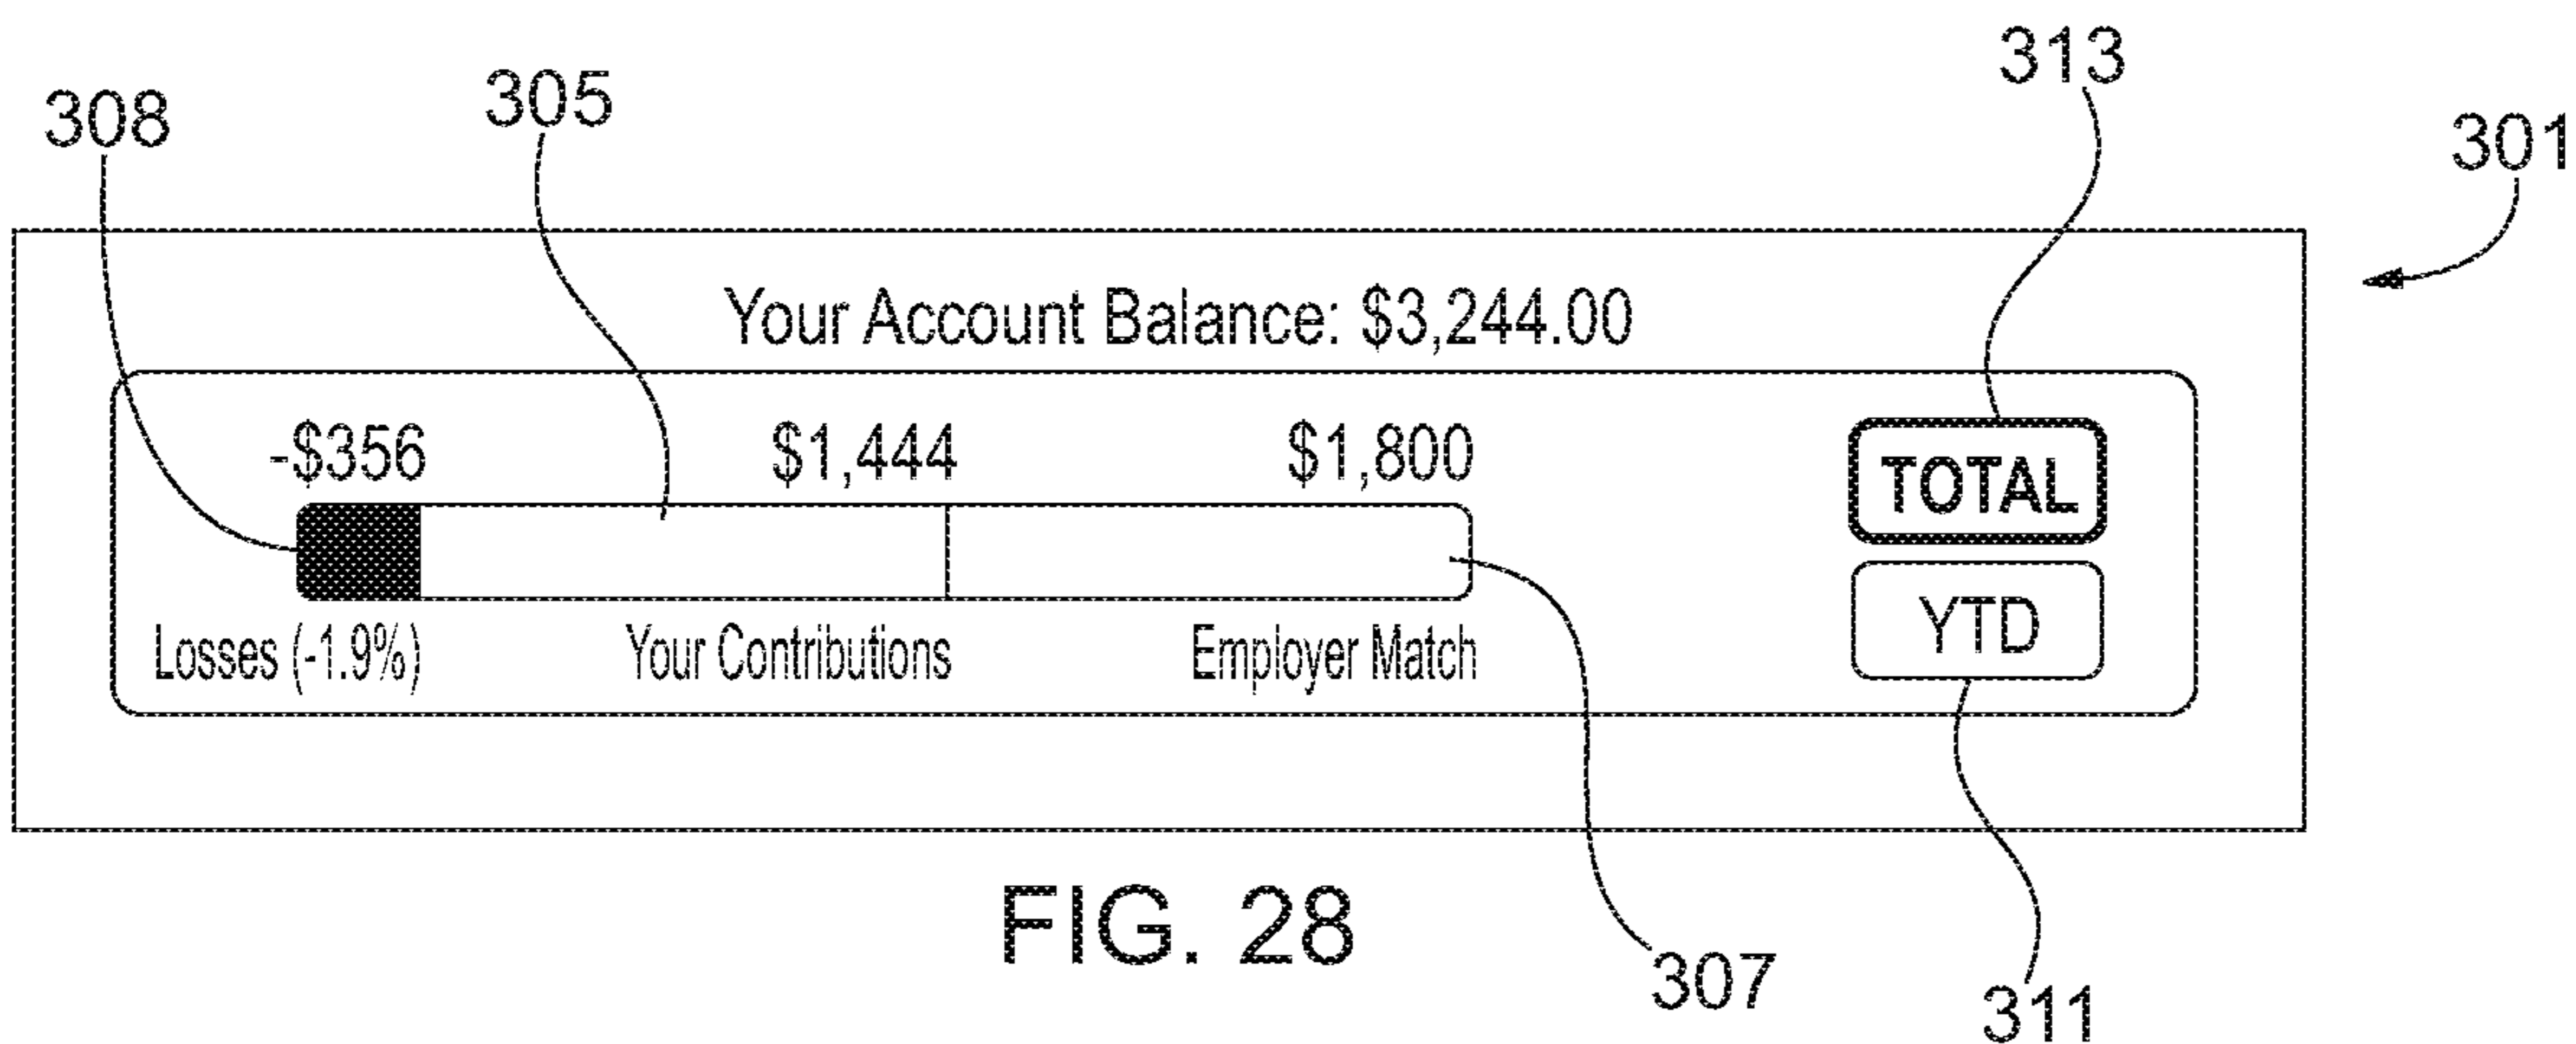 313
305
308
301
Your Account Balance: $3,244.00
-$356 $1,444 $1,800
TOTAL
YTD
Losses (-1.9%) Your Contributions Employer Match
FIG. 28
307
311